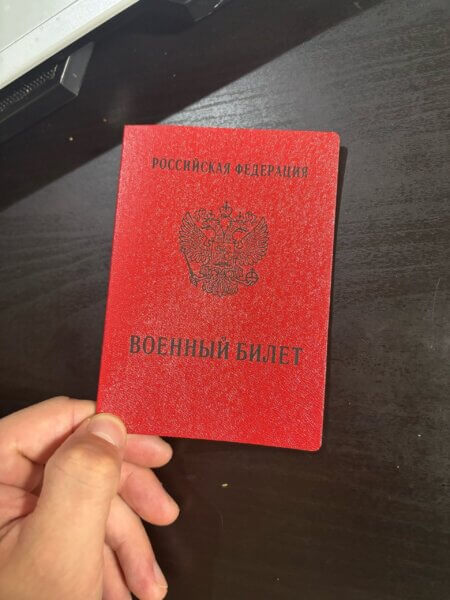 РОССИЙСКАЯ ФЕДЕРАЦИЯ
ВОЕННЫЙ БИЛЕТ